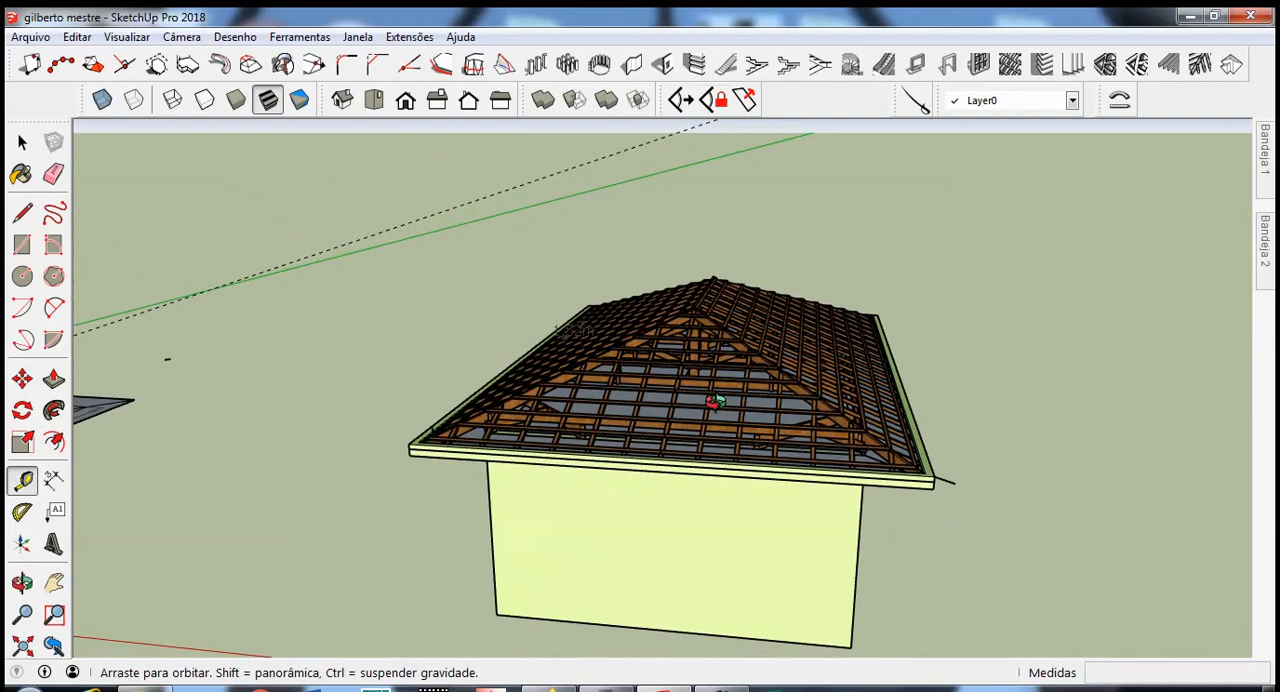 gilberto mestre - SketchUp Pro 2018
Arquivo Editar Visualizar Câmera Desenho Ferramentas Janela Extensões Ajuda
Layer0
Bandeja 1
Bandeja 2
A1
Arraste para orbitar. Shift = panorâmica, Ctrl = suspender gravidade.
Medidas